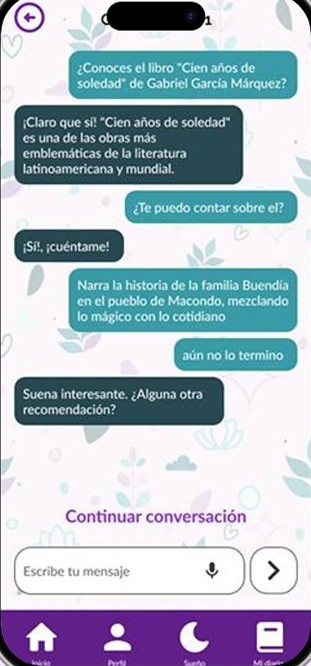 ¿Conoces el libro "Cien años de
soledad" de Gabriel García Márquez?
¡Claro que sí! "Cien años de soledad"
es una de las obras más
emblemáticas de la literatura
latinoamericana y mundial.
¿Te puedo contar sobre el?
¡Sí!, ¡cuéntame!
Narra la historia de la familia Buendía
en el pueblo de Macondo, mezclando
lo mágico con lo cotidiano
aún no lo termino
Suena interesante. ¿Alguna otra
recomendación?
Continuar conversación
Escribe tu mensaje
Inicio Perfil Sueño Mi diario